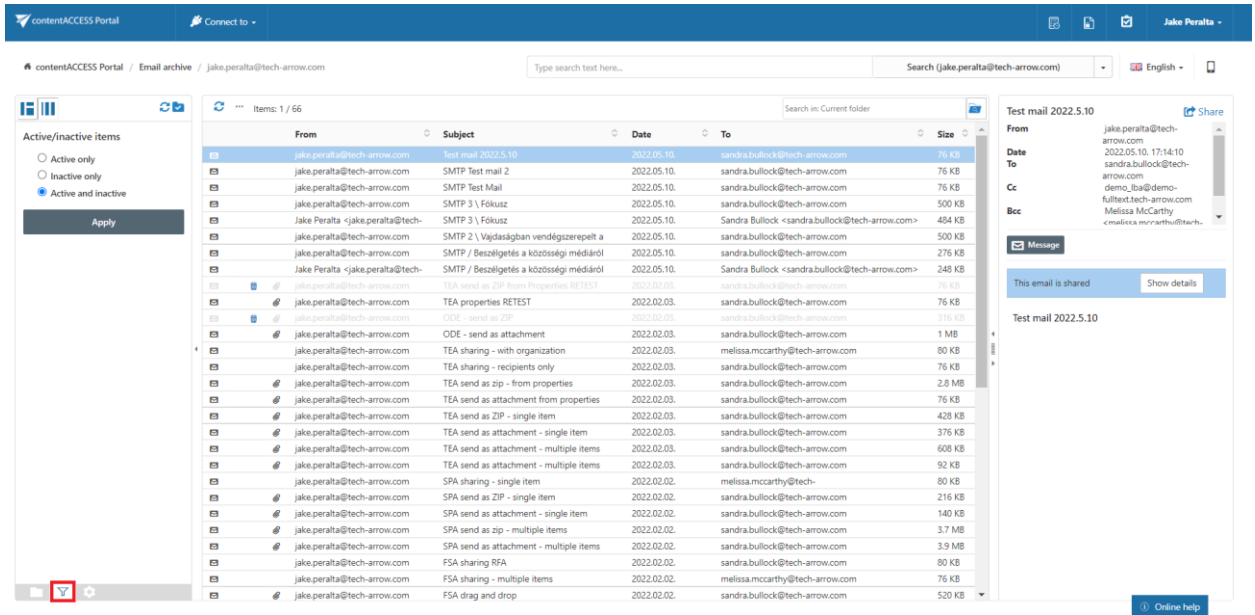 contentACCESS Portal
Connect to
Jake Peralta
contentACCESS Portal / Email archive / jake.peralta@tech-arrow.com
Type search text here...
Search (jake.peralta@tech-arrow.com)
English
Active/inactive items
Active only
Inactive only
Active and inactive
Apply
Items: 1 / 66
Search in: Current folder
From Subject Date To Size
jake.peralta@tech-arrow.com Test mail 2022.5.10 2022.05.10. sandra.bullock@tech-arrow.com 76 KB
jake.peralta@tech-arrow.com SMTP Test mail 2 2022.05.10. sandra.bullock@tech-arrow.com 76 KB
jake.peralta@tech-arrow.com SMTP Test Mail 2022.05.10. sandra.bullock@tech-arrow.com 76 KB
jake.peralta@tech-arrow.com SMTP 3 \ Fókusz 2022.05.10. sandra.bullock@tech-arrow.com 500 KB
Jake Peralta <jake.peralta@tech- SMTP 3 \ Fókusz 2022.05.10. Sandra Bullock <sandra.bullock@tech-arrow.com> 484 KB
jake.peralta@tech-arrow.com SMTP 2 \ Vajdaságban vendégszerepelt a 2022.05.10. sandra.bullock@tech-arrow.com 500 KB
jake.peralta@tech-arrow.com SMTP / Beszélgetés a közösségi médiáról 2022.05.10. sandra.bullock@tech-arrow.com 276 KB
Jake Peralta <jake.peralta@tech- SMTP / Beszélgetés a közösségi médiáról 2022.05.10. Sandra Bullock <sandra.bullock@tech-arrow.com> 248 KB
jake.peralta@tech-arrow.com TEA send as ZIP from Properties RETEST 2022.02.03. sandra.bullock@tech-arrow.com 76 KB
jake.peralta@tech-arrow.com TEA properties RETEST 2022.02.03. sandra.bullock@tech-arrow.com 76 KB
jake.peralta@tech-arrow.com ODE - send as ZIP 2022.02.03. sandra.bullock@tech-arrow.com 316 KB
jake.peralta@tech-arrow.com ODE - send as attachment 2022.02.03. sandra.bullock@tech-arrow.com 1 MB
jake.peralta@tech-arrow.com TEA sharing - with organization 2022.02.03. melissa.mccarthy@tech-arrow.com 80 KB
jake.peralta@tech-arrow.com TEA sharing - recipients only 2022.02.03. sandra.bullock@tech-arrow.com 76 KB
jake.peralta@tech-arrow.com TEA send as zip - from properties 2022.02.03. sandra.bullock@tech-arrow.com 2.8 MB
jake.peralta@tech-arrow.com TEA send as attachment from properties 2022.02.03. sandra.bullock@tech-arrow.com 76 KB
jake.peralta@tech-arrow.com TEA send as ZIP - single item 2022.02.03. sandra.bullock@tech-arrow.com 428 KB
jake.peralta@tech-arrow.com TEA send as attachment - single item 2022.02.03. sandra.bullock@tech-arrow.com 376 KB
jake.peralta@tech-arrow.com TEA send as attachment - multiple items 2022.02.03. sandra.bullock@tech-arrow.com 608 KB
jake.peralta@tech-arrow.com TEA send as attachment - multiple items 2022.02.03. sandra.bullock@tech-arrow.com 92 KB
jake.peralta@tech-arrow.com SPA sharing - single item 2022.02.02. melissa.mccarthy@tech- 80 KB
jake.peralta@tech-arrow.com SPA send as ZIP - single item 2022.02.02. sandra.bullock@tech-arrow.com 216 KB
jake.peralta@tech-arrow.com SPA send as attachment - single item 2022.02.02. sandra.bullock@tech-arrow.com 140 KB
jake.peralta@tech-arrow.com SPA send as zip - multiple items 2022.02.02. sandra.bullock@tech-arrow.com 3.7 MB
jake.peralta@tech-arrow.com SPA send as attachment - multiple items 2022.02.02. sandra.bullock@tech-arrow.com 3.9 MB
jake.peralta@tech-arrow.com FSA sharing RFA 2022.02.02. sandra.bullock@tech-arrow.com 80 KB
jake.peralta@tech-arrow.com FSA sharing - multiple items 2022.02.02. melissa.mccarthy@tech-arrow.com 76 KB
jake.peralta@tech-arrow.com FSA drag and drop 2022.02.02. sandra.bullock@tech-arrow.com 520 KB
Test mail 2022.5.10 Share
From jake.peralta@tech-
arrow.com
Date 2022.05.10. 17:14:10
To sandra.bullock@tech-
arrow.com
Cc demo_lba@demo-
fulltext.tech-arrow.com
Bcc Melissa McCarthy
<melissa.mccarthy@tech-
Message
This email is shared Show details
Test mail 2022.5.10
Online help